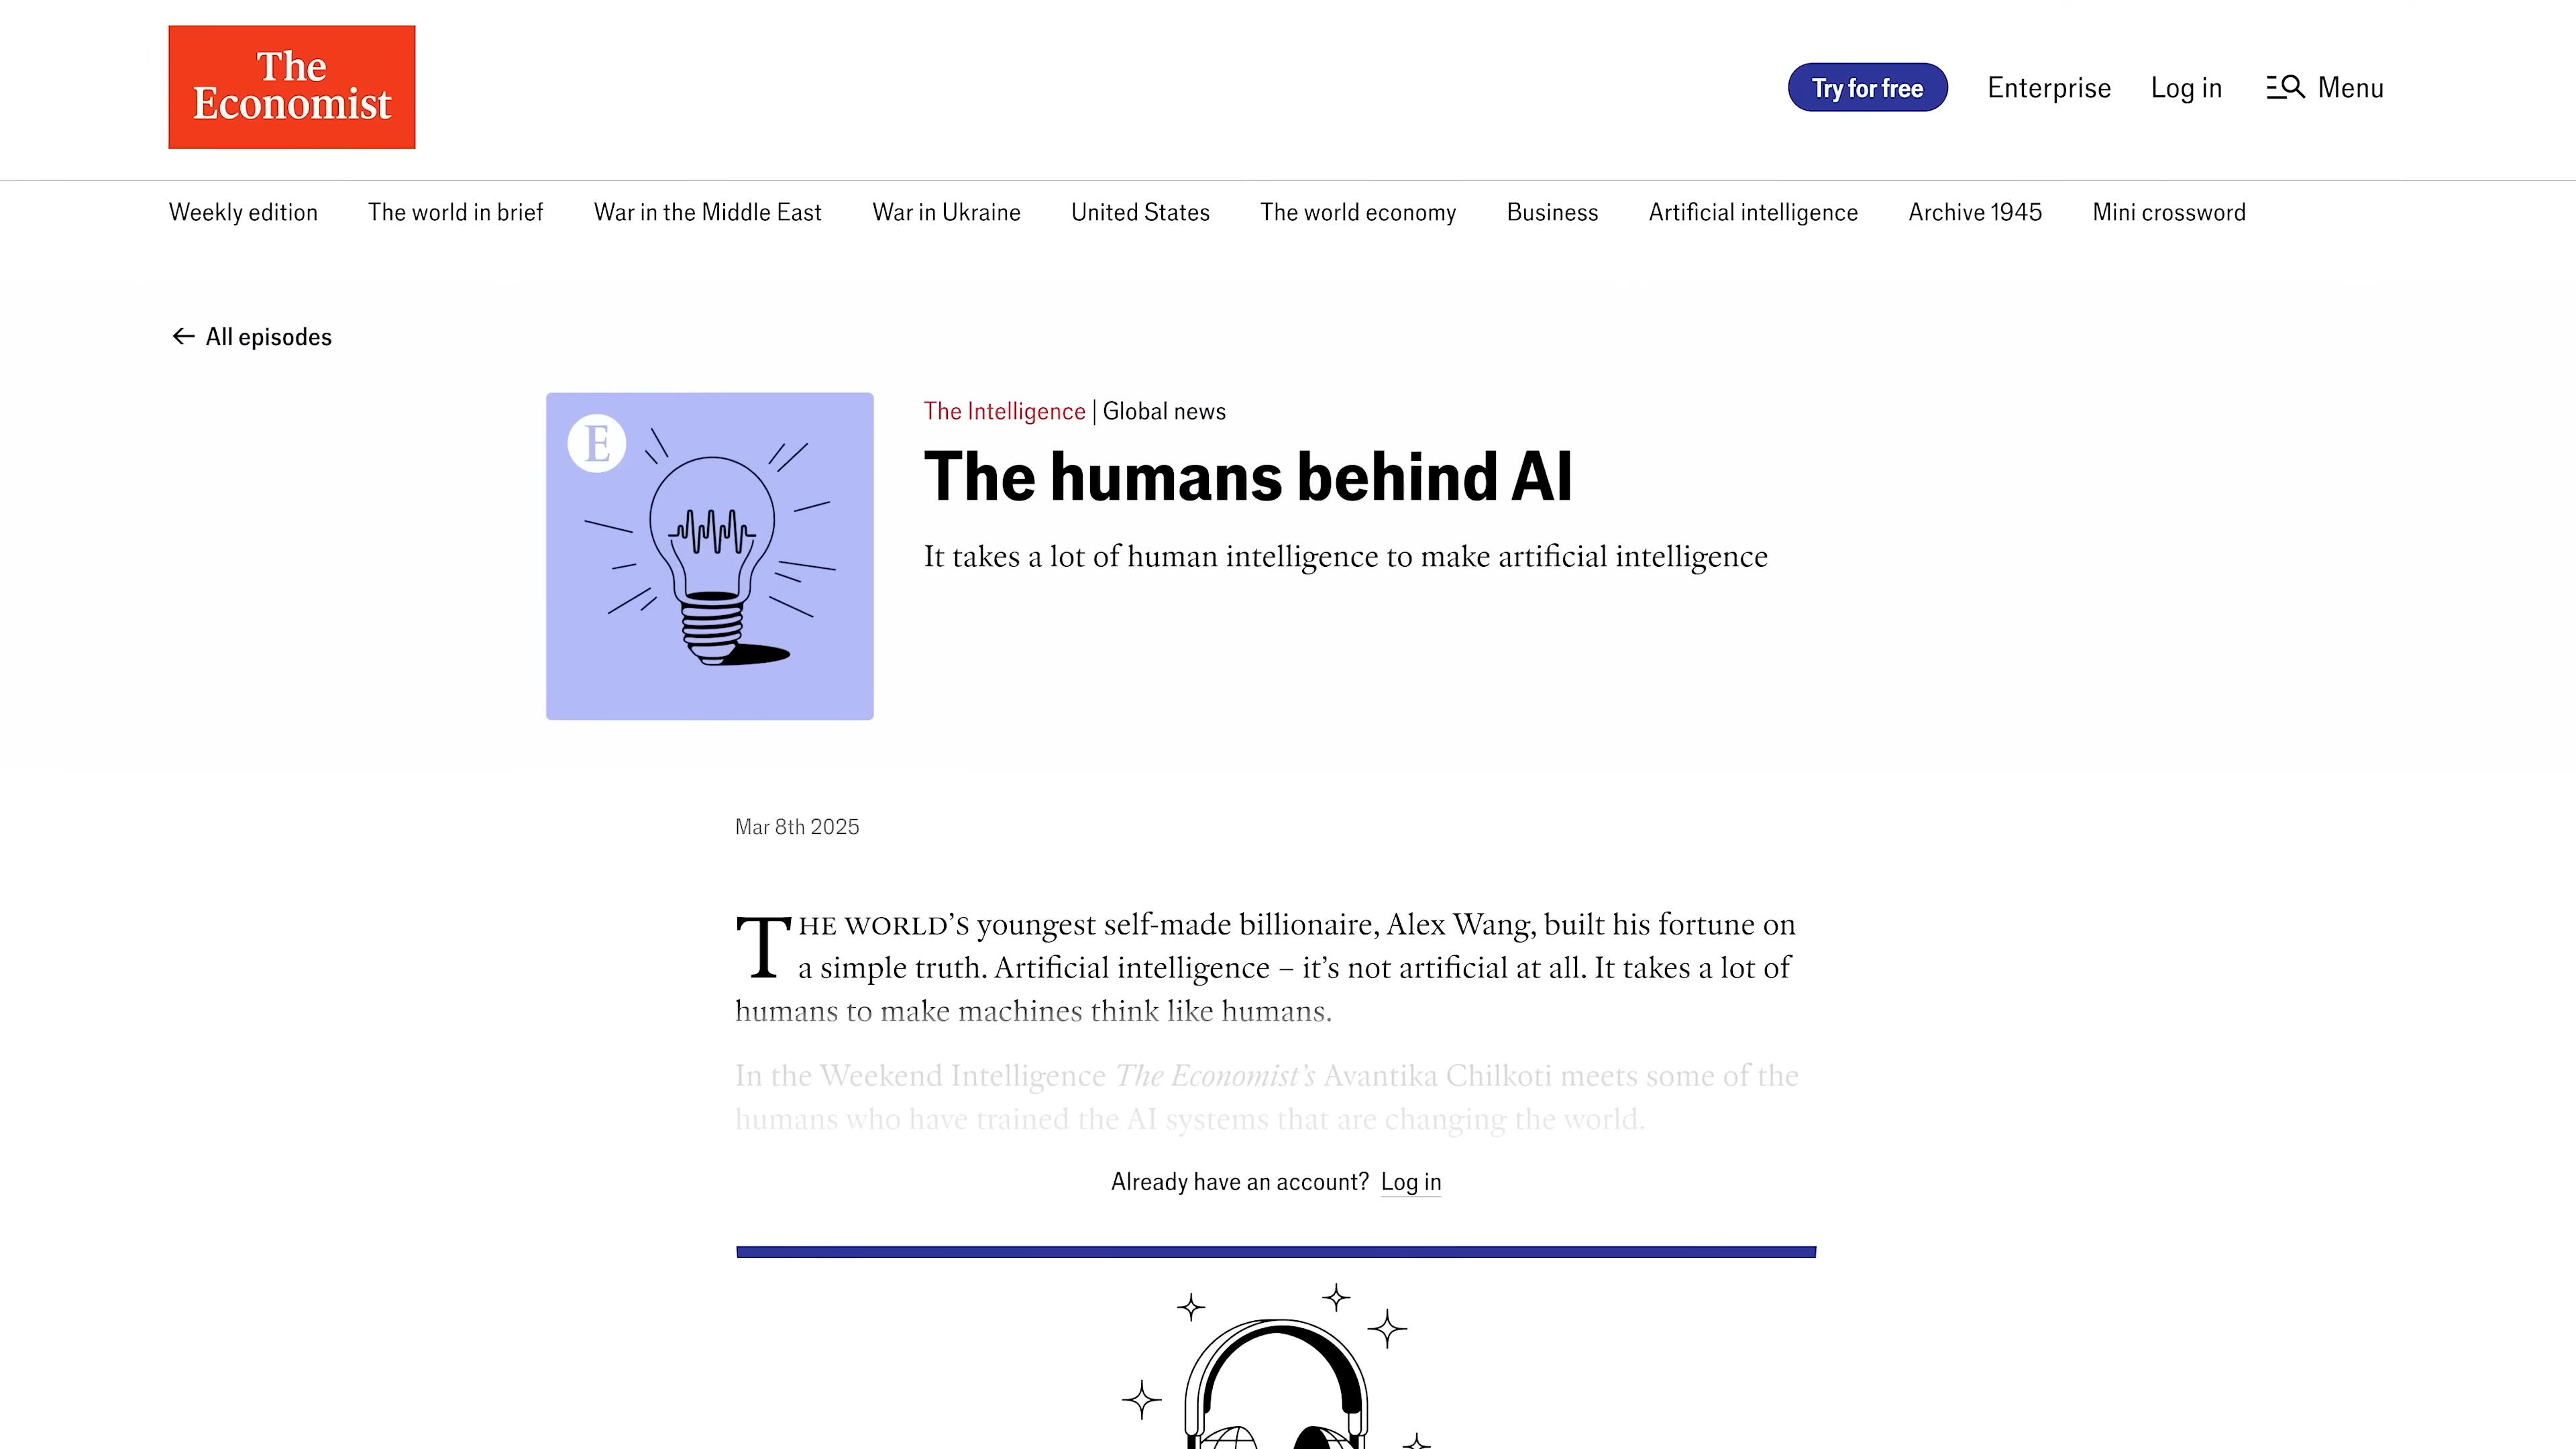 The
Economist
Try for free
Enterprise
Log in
Menu
Weekly edition
The world in brief
War in the Middle East
War in Ukraine
United States
The world economy
Business
Artificial intelligence
Archive 1945
Mini crossword
← All episodes
E
The Intelligence | Global news
The humans behind AI
It takes a lot of human intelligence to make artificial intelligence
Mar 8th 2025
THE WORLD’S youngest self-made billionaire, Alex Wang, built his fortune on
a simple truth. Artificial intelligence – it’s not artificial at all. It takes a lot of
humans to make machines think like humans.
In the Weekend Intelligence The Economist’s Avantika Chilkoti meets some of the
humans who have trained the AI systems that are changing the world.
Already have an account? Log in